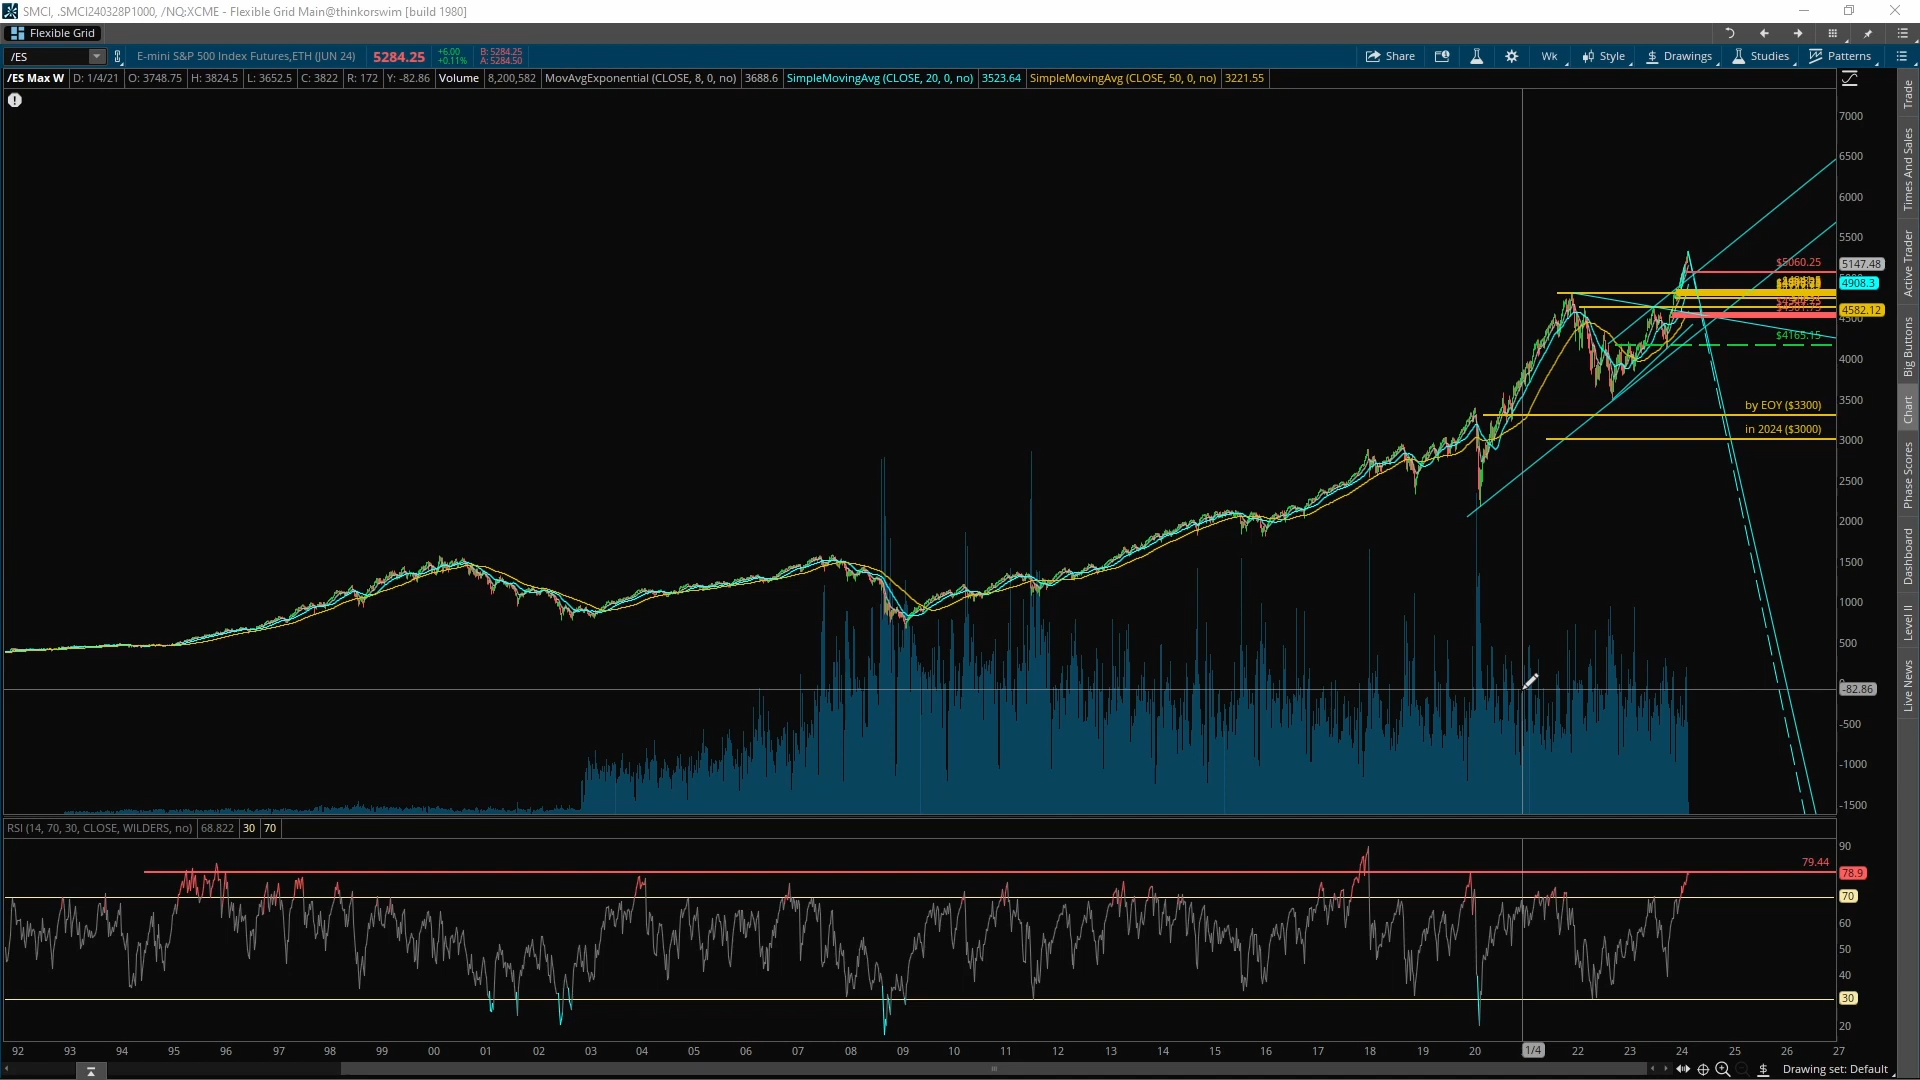 SMCI, .SMCI240328P1000, /NQ:XCME - Flexible Grid Main@thinkorswim [build 1980]
Flexible Grid
/ES E-mini S&P 500 Index Futures,ETH (JUN 24) 5284.25 +6.00 +0.11% B: 5284.25 A: 5284.50 Share Wk Style Drawings Studies Patterns
/ES Max W D: 1/4/21 O: 3748.75 H: 3824.5 L: 3652.5 C: 3822 R: 172 Y: -82.86 Volume 8,200,582 MovAvgExponential (CLOSE, 8, 0, no) 3688.6 SimpleMovingAvg (CLOSE, 20, 0, no) 3523.64 SimpleMovingAvg (CLOSE, 50, 0, no) 3221.55
7000
6500
6000
5500
$5060.25
5147.48
4908.3
4582.12
$4165.15
4000
3500
by EOY ($3300)
in 2024 ($3000)
3000
2500
2000
1500
1000
500
-82.86
-500
-1000
-1500
RSI (14, 70, 30, CLOSE, WILDERS, no) 68.822 30 70
90
79.44
78.9
70
60
50
40
30
20
92 93 94 95 96 97 98 99 00 01 02 03 04 05 06 07 08 09 10 11 12 13 14 15 16 17 18 19 20 1/4 22 23 24 25 26 27
Drawing set: Default
Trade
Times And Sales
Active Trader
Big Buttons
Chart
Phase Scores
Dashboard
Level II
Live News